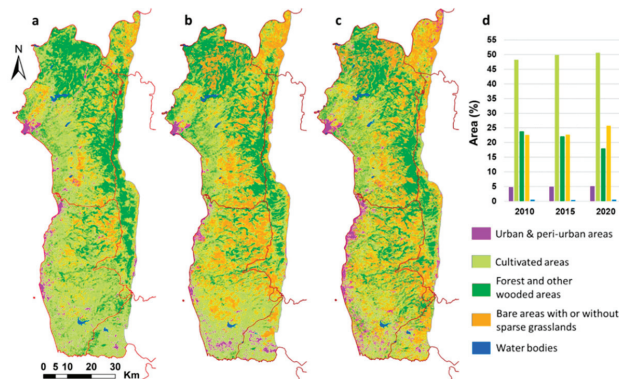 a
b
c
d
N
0 5 10 20 30
Km
Area (%)
55
50
45
40
35
30
25
20
15
10
5
0
2010 2015 2020
Urban & peri-urban areas
Cultivated areas
Forest and other
wooded areas
Bare areas with or without
sparse grasslands
Water bodies